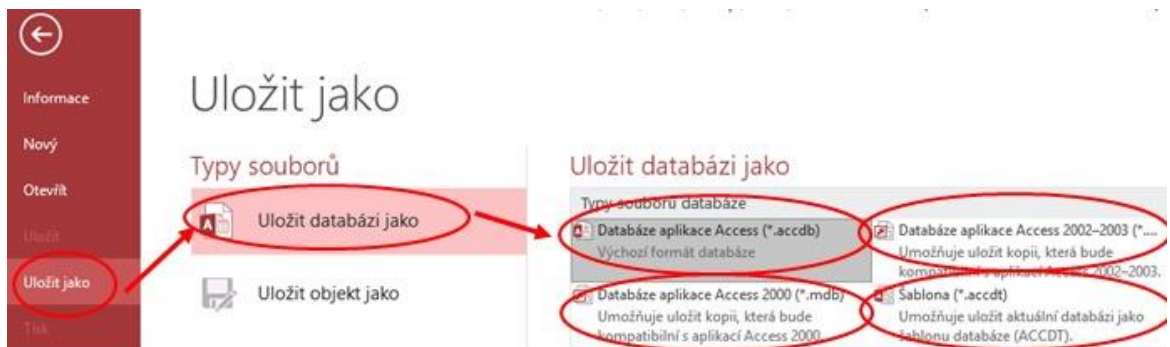 Informace
Nový
Otevřít
Uložit
Uložit jako
Tisk
Uložit jako
Typy souborů
Uložit databázi jako
Uložit objekt jako
Uložit databázi jako
Typy souborů databáze
Databáze aplikace Access (*.accdb)
Výchozí formát databáze
Databáze aplikace Access 2002–2003 (*....
Umožňuje uložit kopii, která bude
kompatibilní s aplikací Access 2002–2003.
Databáze aplikace Access 2000 (*.mdb)
Umožňuje uložit kopii, která bude
kompatibilní s aplikací Access 2000.
Šablona (*.accdt)
Umožňuje uložit aktuální databázi jako
šablonu databáze (ACCDT).